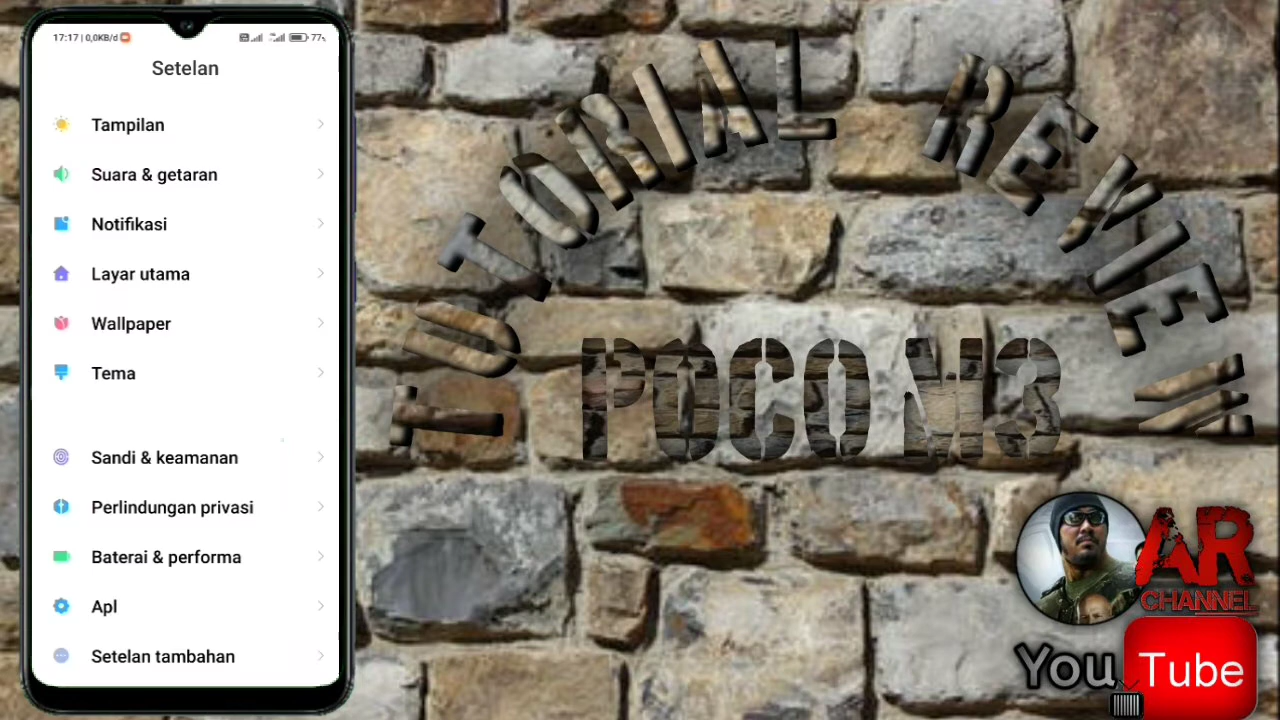 17:17 | 0,0KB/d
77%
Setelan
Tampilan
Suara & getaran
Notifikasi
Layar utama
Wallpaper
Tema
Sandi & keamanan
Perlindungan privasi
Baterai & performa
Apl
Setelan tambahan
TUTORIAL REVIEW
POCO M3
AR
CHANNEL
YouTube